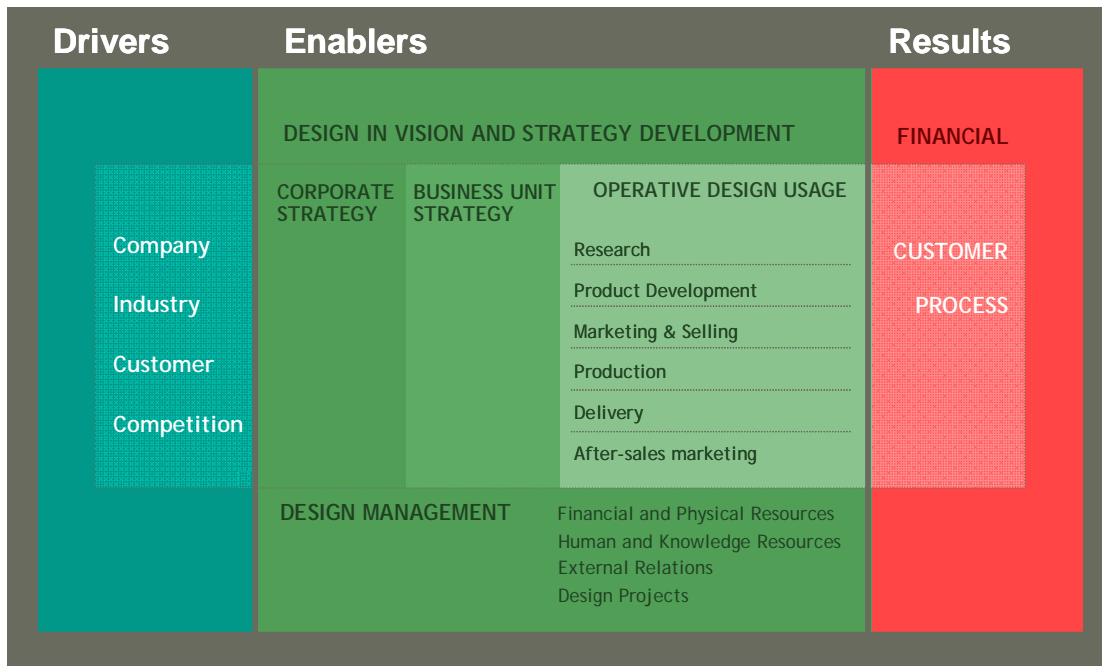 Drivers
Enablers
Results
DESIGN IN VISION AND STRATEGY DEVELOPMENT
FINANCIAL
CORPORATE
STRATEGY
BUSINESS UNIT
STRATEGY
OPERATIVE DESIGN USAGE
Company
Industry
Customer
Competition
Research
Product Development
Marketing & Selling
Production
Delivery
After-sales marketing
CUSTOMER
PROCESS
DESIGN MANAGEMENT
Financial and Physical Resources
Human and Knowledge Resources
External Relations
Design Projects